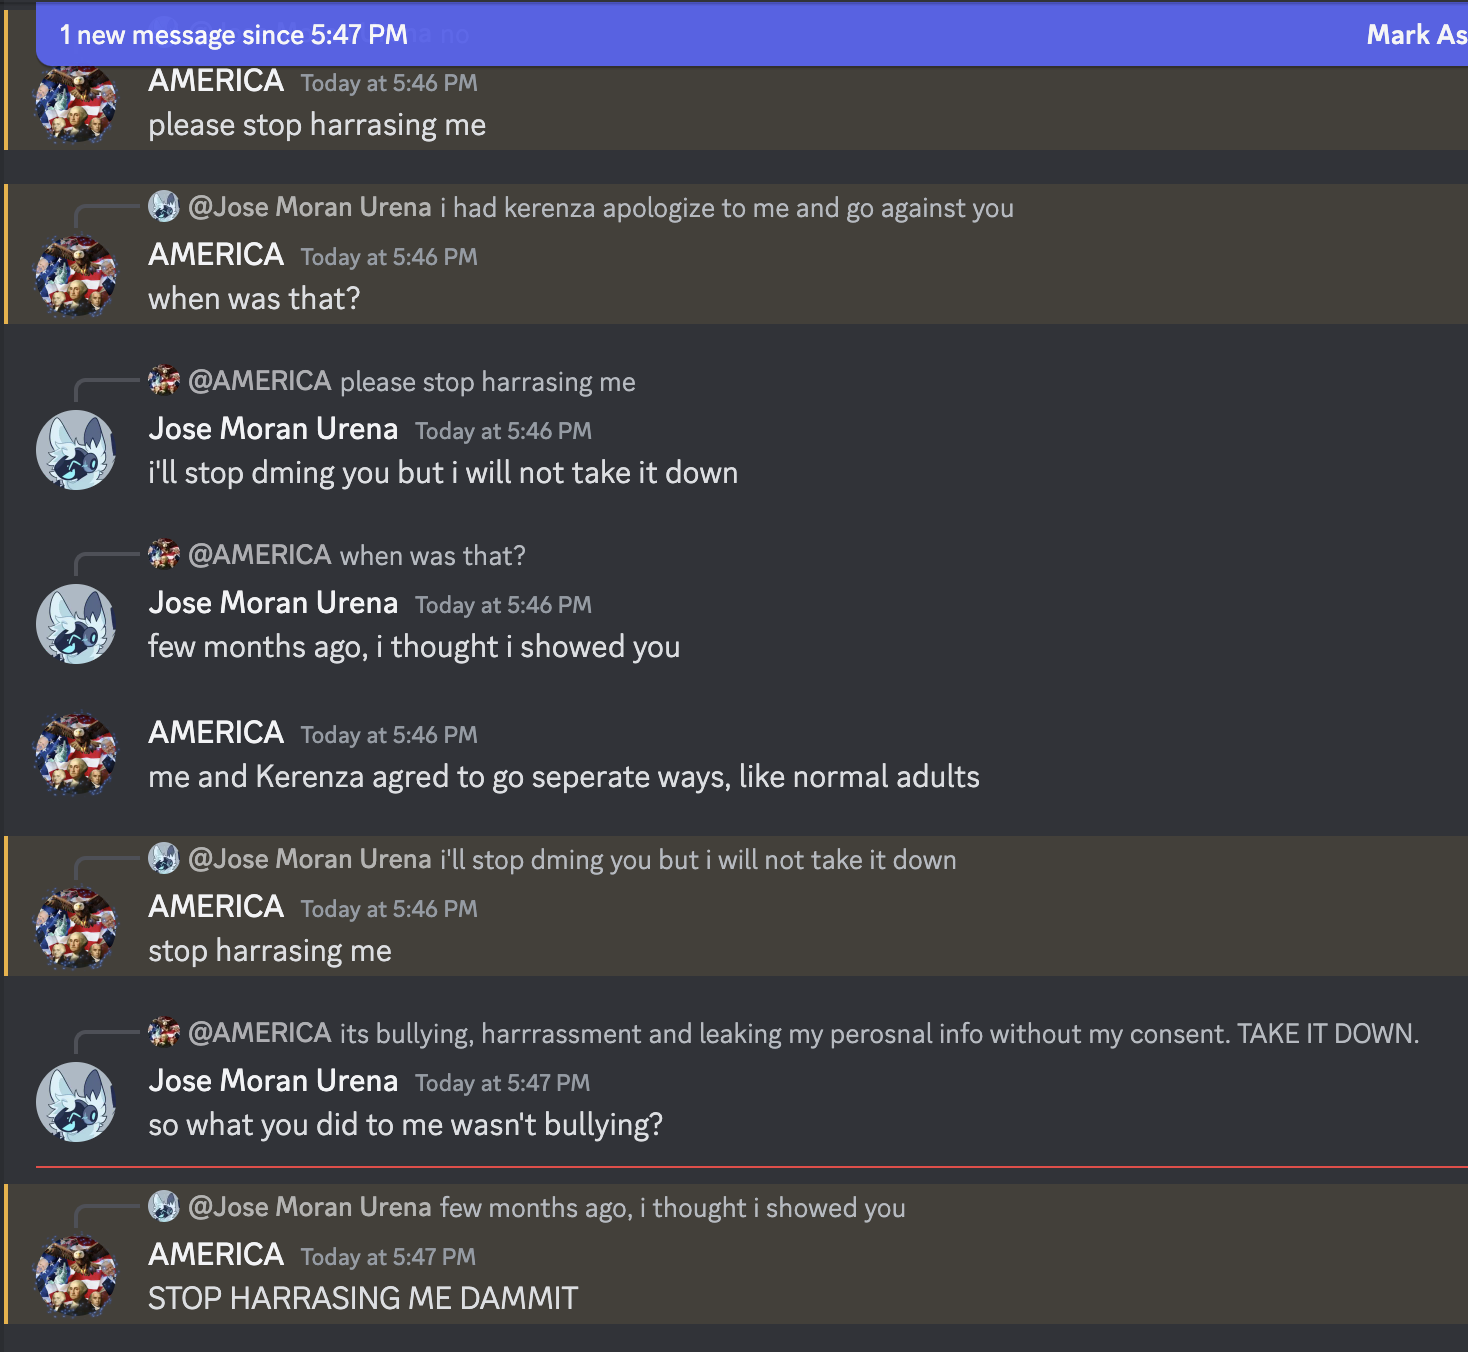 1 new message since 5:47 PM
Mark As
AMERICA Today at 5:46 PM
please stop harrasing me
@Jose Moran Urena i had kerenza apologize to me and go against you
AMERICA Today at 5:46 PM
when was that?
@AMERICA please stop harrasing me
Jose Moran Urena Today at 5:46 PM
i'll stop dming you but i will not take it down
@AMERICA when was that?
Jose Moran Urena Today at 5:46 PM
few months ago, i thought i showed you
AMERICA Today at 5:46 PM
me and Kerenza agred to go seperate ways, like normal adults
@Jose Moran Urena i'll stop dming you but i will not take it down
AMERICA Today at 5:46 PM
stop harrasing me
@AMERICA its bullying, harrrassment and leaking my perosnal info without my consent. TAKE IT DOWN.
Jose Moran Urena Today at 5:47 PM
so what you did to me wasn't bullying?
@Jose Moran Urena few months ago, i thought i showed you
AMERICA Today at 5:47 PM
STOP HARRASING ME DAMMIT